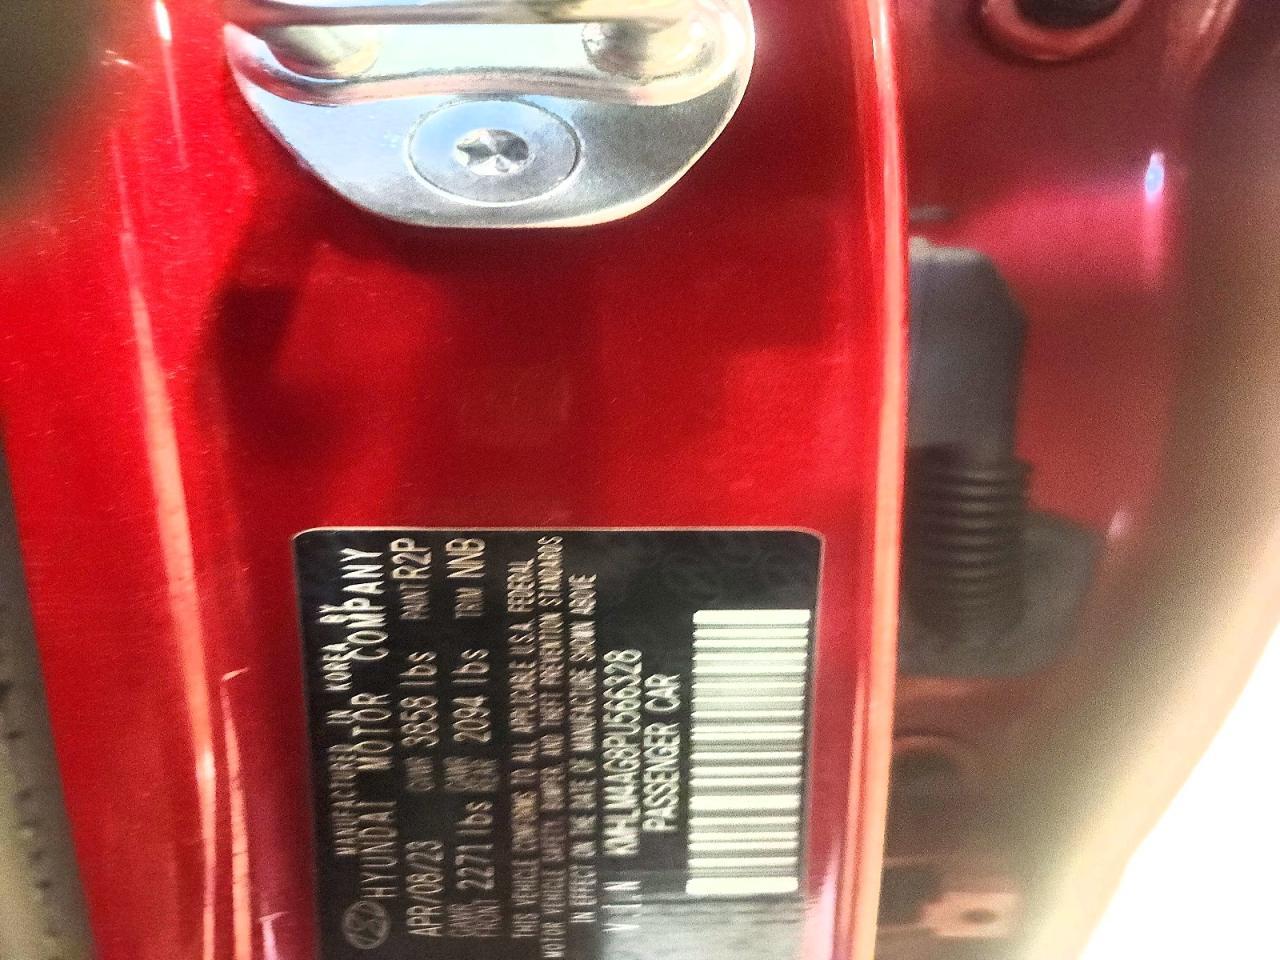 MANUFACTURED IN KOREA BY
HYUNDAI MOTOR COMPANY
APR/08/23 GVWR 3858 lbs PAINT R2P
GAWR FRONT 2271 lbs GAWR REAR 2094 lbs TRIM NNB
THIS VEHICLE CONFORMS TO ALL APPLICABLE U.S.A. FEDERAL
MOTOR VEHICLE SAFETY BUMPER AND THEFT PREVENTION STANDARDS
IN EFFECT ON THE DATE OF MANUFACTURE SHOWN ABOVE
V I N KMHLM4AG8PU566328
PASSENGER CAR